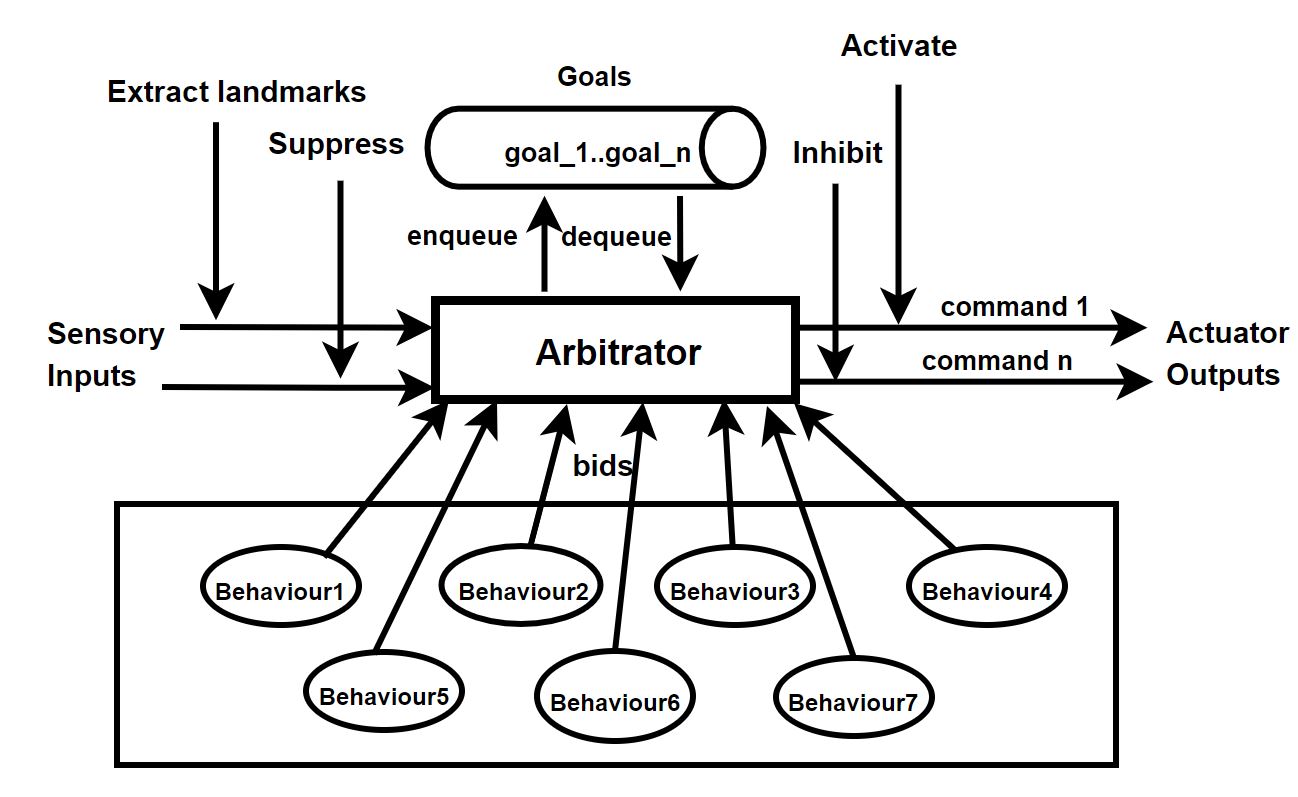 Activate
Goals
Extract landmarks
Suppress
goal_1..goal_n
Inhibit
enqueue
dequeue
command 1
Sensory
Inputs
Arbitrator
Actuator
Outputs
command n
bids
Behaviour1
Behaviour2
Behaviour3
Behaviour4
Behaviour5
Behaviour6
Behaviour7